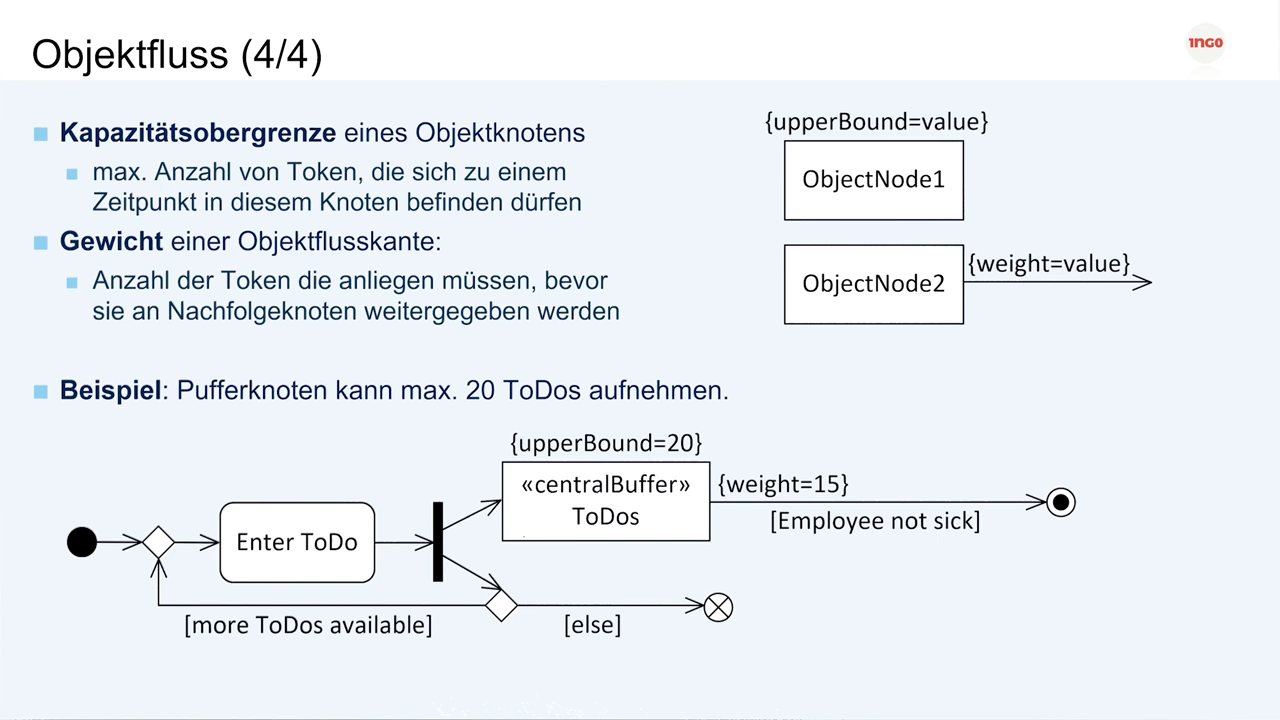 Objektfluss (4/4)
1NGO
Kapazitätsobergrenze eines Objektknotens
max. Anzahl von Token, die sich zu einem
Zeitpunkt in diesem Knoten befinden dürfen
Gewicht einer Objektflusskante:
Anzahl der Token die anliegen müssen, bevor
sie an Nachfolgeknoten weitergegeben werden
{upperBound=value}
ObjectNode1
ObjectNode2
{weight=value}
Beispiel: Pufferknoten kann max. 20 ToDos aufnehmen.
{upperBound=20}
«centralBuffer»
ToDos
{weight=15}
[Employee not sick]
Enter ToDo
[more ToDos available]
[else]